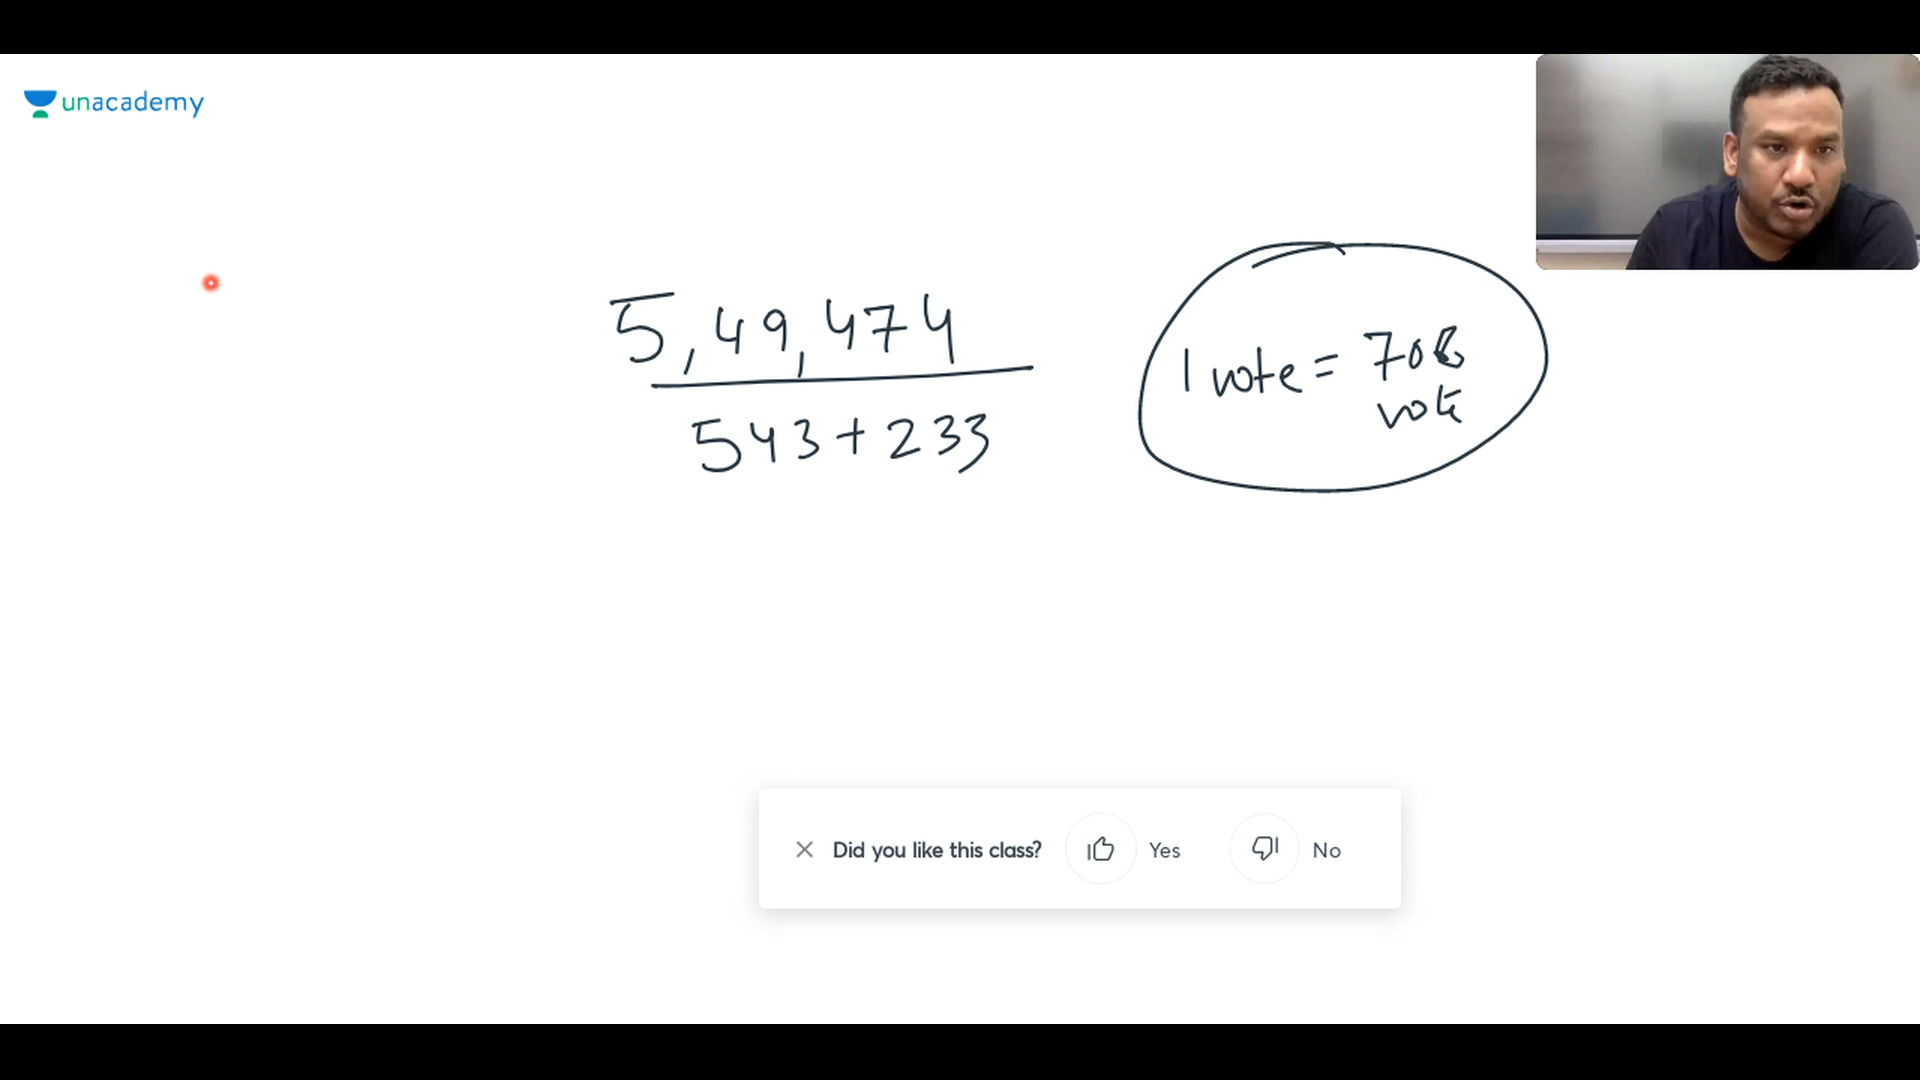 unacademy
5,49,474
543+233
1 vote = 708
vote
Did you like this class? Yes No